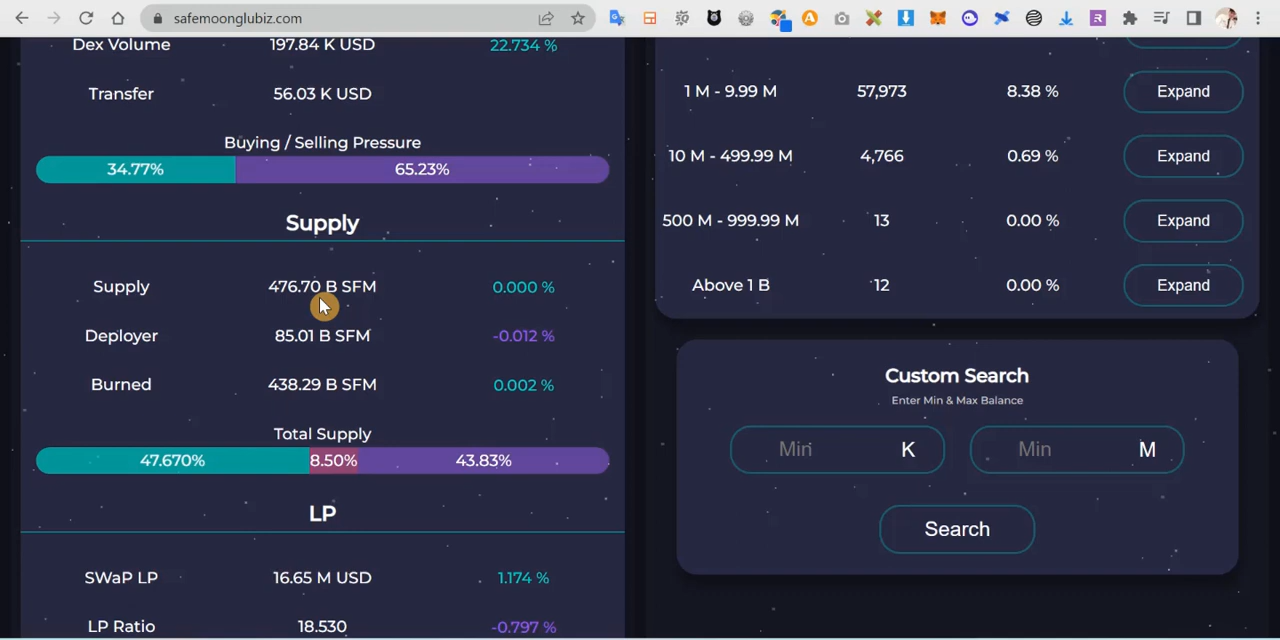 safemoonglubiz.com
Dex Volume 197.84 K USD 22.734 %
Transfer 56.03 K USD
Buying / Selling Pressure
34.77% 65.23%
Supply
Supply 476.70 B SFM 0.000 %
Deployer 85.01 B SFM -0.012 %
Burned 438.29 B SFM 0.002 %
Total Supply
47.670% 8.50% 43.83%
LP
SWaP LP 16.65 M USD 1.174 %
LP Ratio 18.530 -0.797 %
1 M - 9.99 M 57,973 8.38 % Expand
10 M - 499.99 M 4,766 0.69 % Expand
500 M - 999.99 M 13 0.00 % Expand
Above 1 B 12 0.00 % Expand
Custom Search
Enter Min & Max Balance
Min K Min M
Search